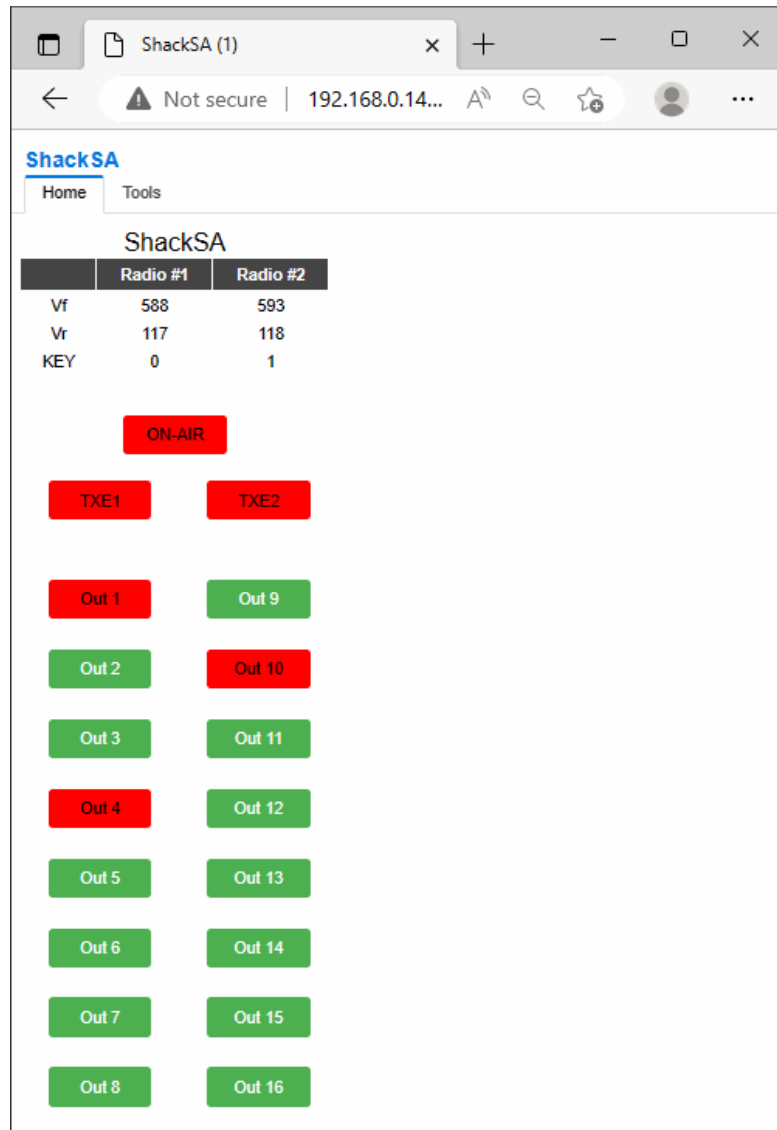 ShackSA (1)
Not secure | 192.168.0.14...
ShackSA
Home Tools
ShackSA
Radio #1 Radio #2
Vf 588 593
Vr 117 118
KEY 0 1
ON-AIR
TXE1 TXE2
Out 1 Out 9
Out 2 Out 10
Out 3 Out 11
Out 4 Out 12
Out 5 Out 13
Out 6 Out 14
Out 7 Out 15
Out 8 Out 16